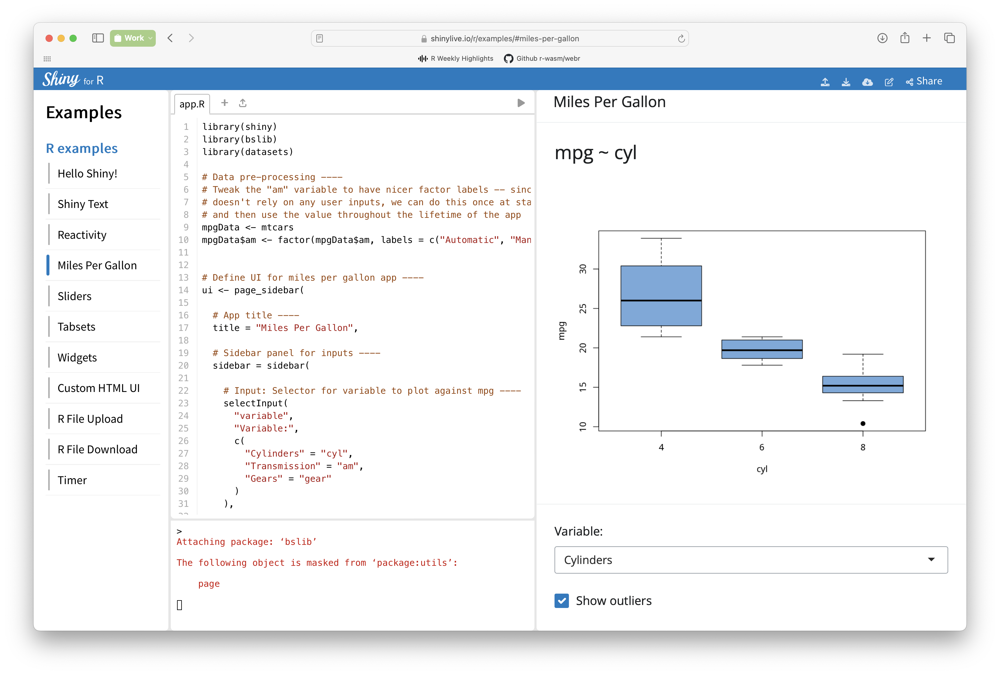 Work
shinylive.io/r/examples/#miles-per-gallon
R Weekly Highlights
Github r-wasm/webr
Shiny for R
Share
Examples
R examples
Hello Shiny!
Shiny Text
Reactivity
Miles Per Gallon
Sliders
Tabsets
Widgets
Custom HTML UI
R File Upload
R File Download
Timer
app.R
1 library(shiny)
2 library(bslib)
3 library(datasets)
4
5 # Data pre-processing ----
6 # Tweak the "am" variable to have nicer factor labels -- sinc
7 # doesn't rely on any user inputs, we can do this once at sta
8 # and then use the value throughout the lifetime of the app
9 mpgData <- mtcars
10 mpgData$am <- factor(mpgData$am, labels = c("Automatic", "Man
11
12
13 # Define UI for miles per gallon app ----
14 ui <- page_sidebar(
15
16 # App title ----
17 title = "Miles Per Gallon",
18
19 # Sidebar panel for inputs ----
20 sidebar = sidebar(
21
22 # Input: Selector for variable to plot against mpg ----
23 selectInput(
24 "variable",
25 "Variable:",
26 c(
27 "Cylinders" = "cyl",
28 "Transmission" = "am",
29 "Gears" = "gear"
30 )
31 ),
>
Attaching package: ‘bslib’
The following object is masked from ‘package:utils’:
page
Miles Per Gallon
mpg ~ cyl
30
25
20
15
10
mpg
4 6 8
cyl
Variable:
Cylinders
Show outliers